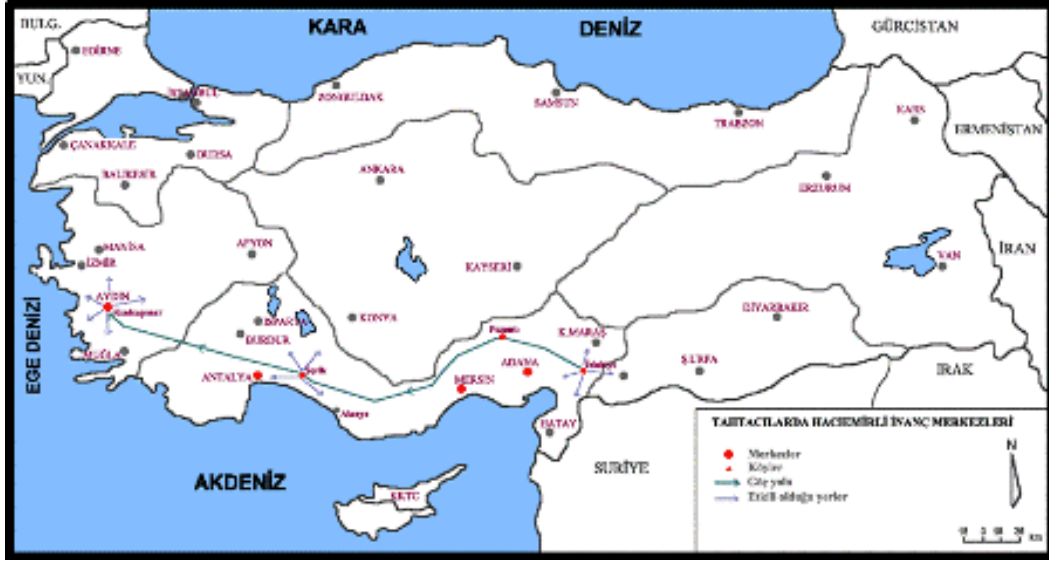 BULG.
KARA
DENİZ
GÜRCİSTAN
EDİRNE
YUN.
İSTANBUL
ZONGULDAK
SAMSUN
TRABZON
KARS
ERMENİSTAN
ÇANAKKALE
BURSA
BALIKESİR
ANKARA
ERZURUM
MANİSA
AFYON
İRAN
İZMİR
KAYSERİ
VAN
AYDIN
DİYARBAKIR
ISPARTA
KONYA
K.MARAŞ
BURDUR
EGE DENİZİ
MUĞLA
ADANA
Ş.URFA
IRAK
ANTALYA
MERSİN
Alanya
HATAY
TAHTACILARDA HACIEMİRLİ İNANÇ MERKEZLERİ
SURİYE
N
Merkezler
Köyler
AKDENİZ
Göç yolu
KKTC
Etkili olduğu yerler
KM